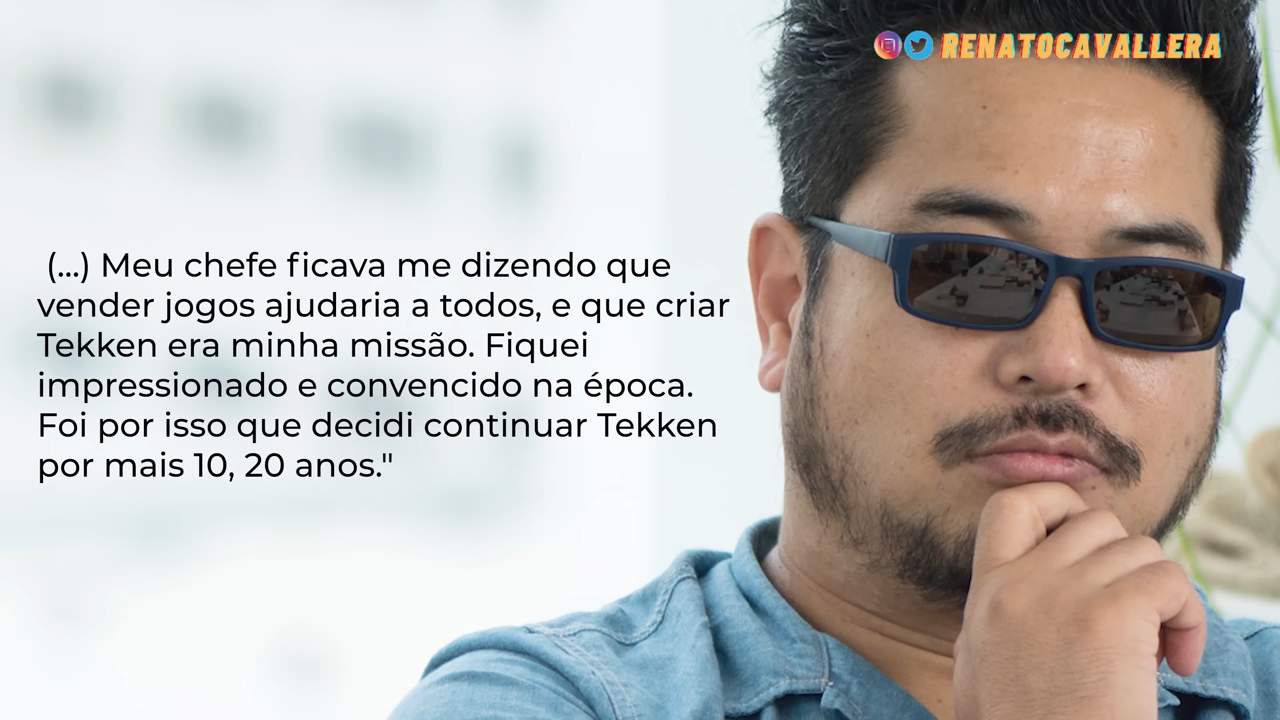 RENATOCAVALLERA
(...) Meu chefe ficava me dizendo que
vender jogos ajudaria a todos, e que criar
Tekken era minha missão. Fiquei
impressionado e convencido na época.
Foi por isso que decidi continuar Tekken
por mais 10, 20 anos."